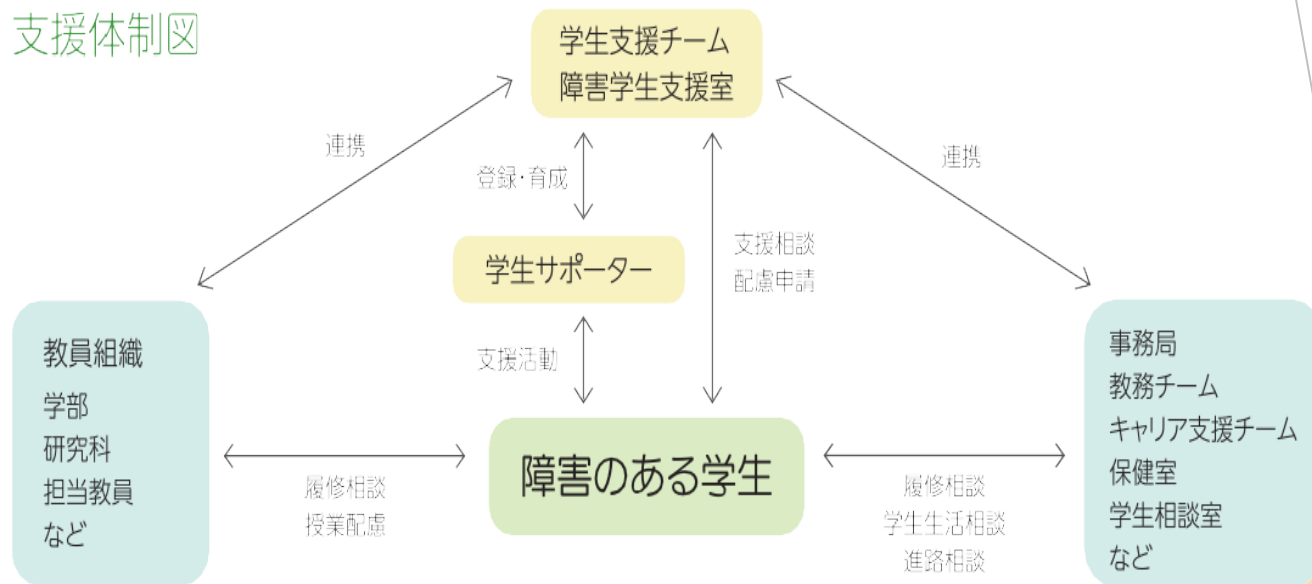 支援体制図
学生支援チーム
障害学生支援室
連携
連携
登録・育成
支援相談
配慮申請
学生サポーター
支援活動
教員組織
学部
研究科
担当教員
など
履修相談
授業配慮
障害のある学生
履修相談
学生生活相談
進路相談
事務局
教務チーム
キャリア支援チーム
保健室
学生相談室
など